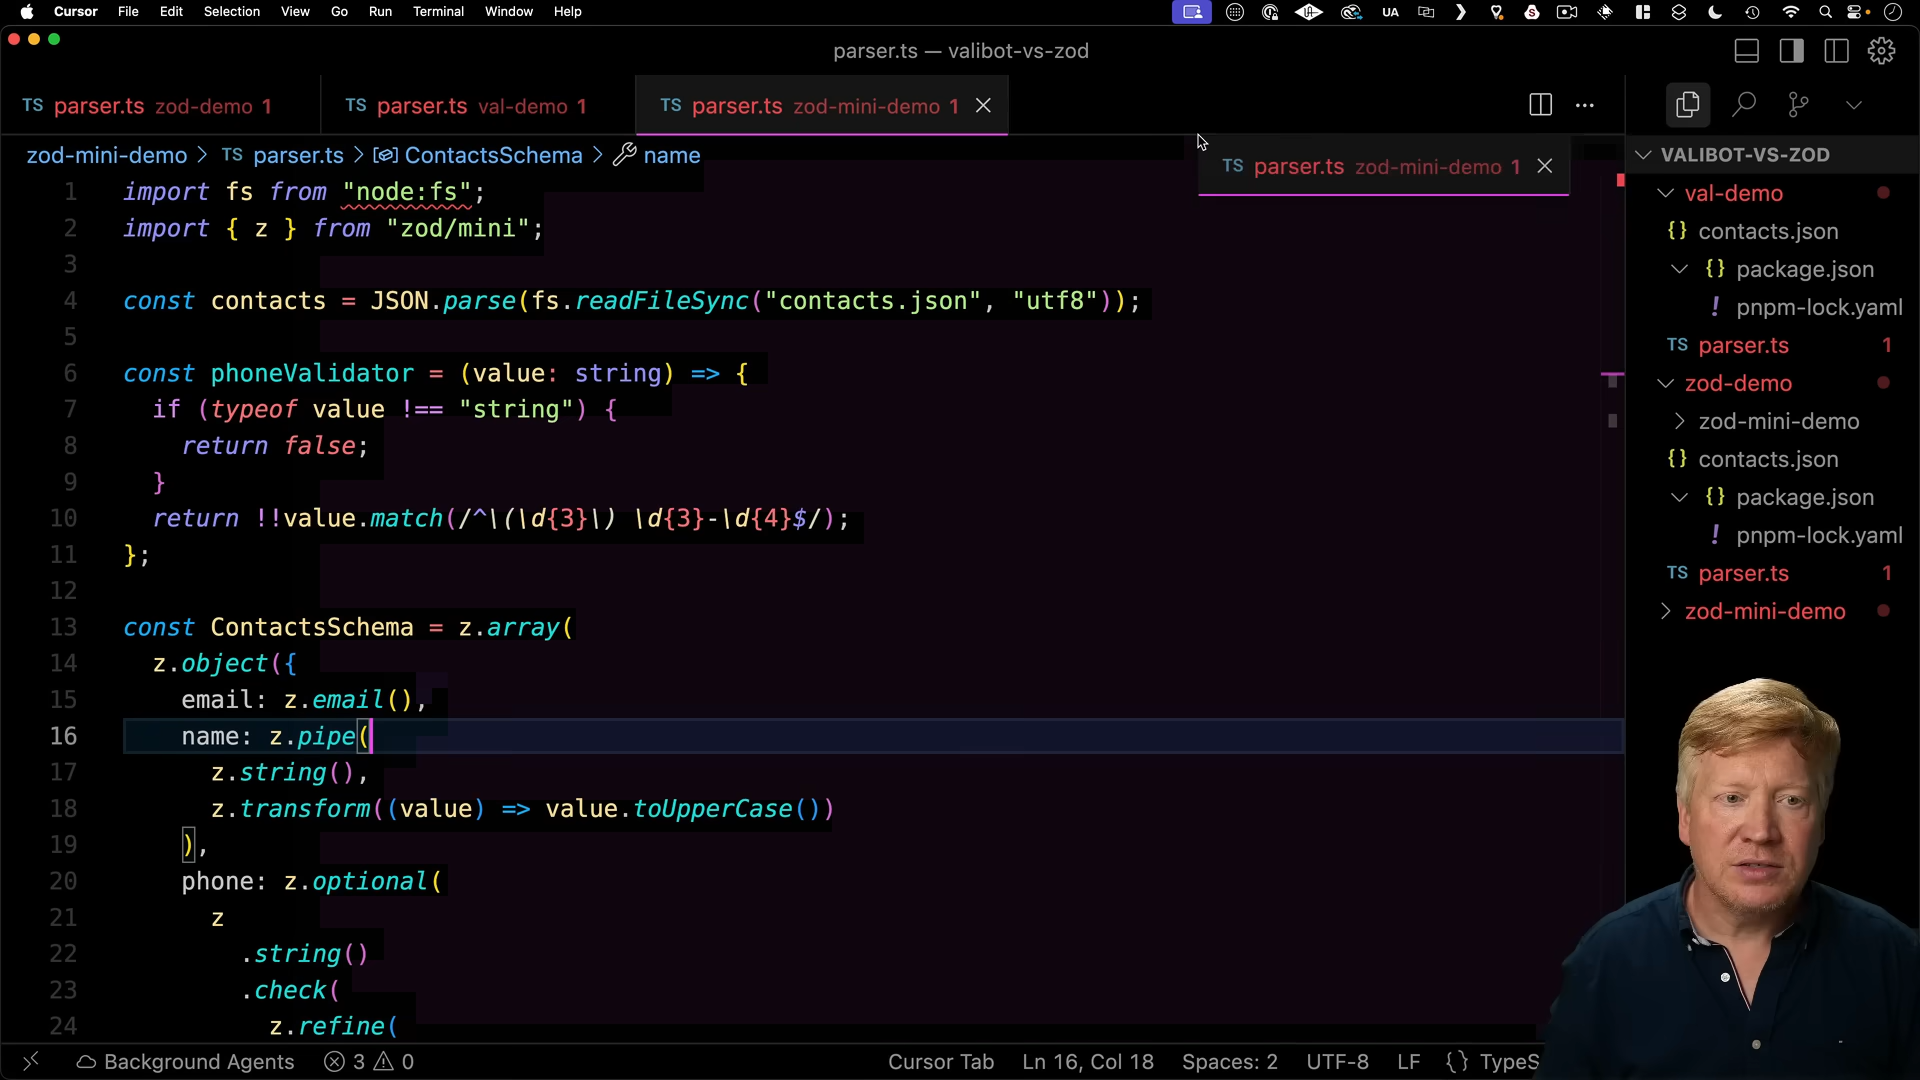 Cursor File Edit Selection View Go Run Terminal Window Help
UA
parser.ts — valibot-vs-zod
TS parser.ts zod-demo 1
TS parser.ts val-demo 1
TS parser.ts zod-mini-demo 1
zod-mini-demo > TS parser.ts > ContactsSchema > name
TS parser.ts zod-mini-demo 1
1 import fs from "node:fs";
2 import { z } from "zod/mini";
3
4 const contacts = JSON.parse(fs.readFileSync("contacts.json", "utf8"));
5
6 const phoneValidator = (value: string) => {
7 if (typeof value !== "string") {
8 return false;
9 }
10 return !!value.match(/^\(\d{3}\) \d{3}-\d{4}$/);
11 };
12
13 const ContactsSchema = z.array(
14 z.object({
15 email: z.email(),
16 name: z.pipe(
17 z.string(),
18 z.transform((value) => value.toUpperCase())
19 ),
20 phone: z.optional(
21 z
22 .string()
23 .check(
24 z.refine(
VALIBOT-VS-ZOD
val-demo
{} contacts.json
{} package.json
! pnpm-lock.yaml
TS parser.ts 1
zod-demo
zod-mini-demo
{} contacts.json
{} package.json
! pnpm-lock.yaml
TS parser.ts 1
zod-mini-demo
Background Agents 3 0
Cursor Tab Ln 16, Col 18 Spaces: 2 UTF-8 LF {} TypeS